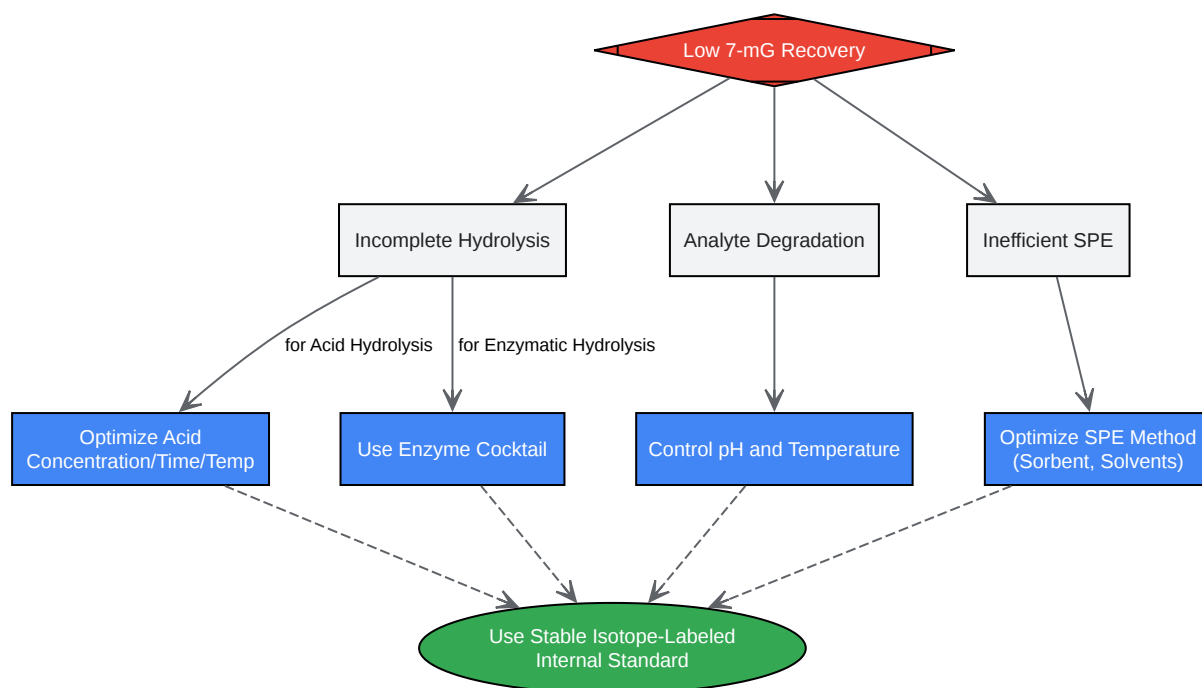 Low 7-mG Recovery
Incomplete Hydrolysis
Analyte Degradation
Inefficient SPE
for Acid Hydrolysis
for Enzymatic Hydrolysis
Optimize Acid
Concentration/Time/Temp
Use Enzyme Cocktail
Control pH and Temperature
Optimize SPE Method
(Sorbent, Solvents)
Use Stable Isotope-Labeled
Internal Standard